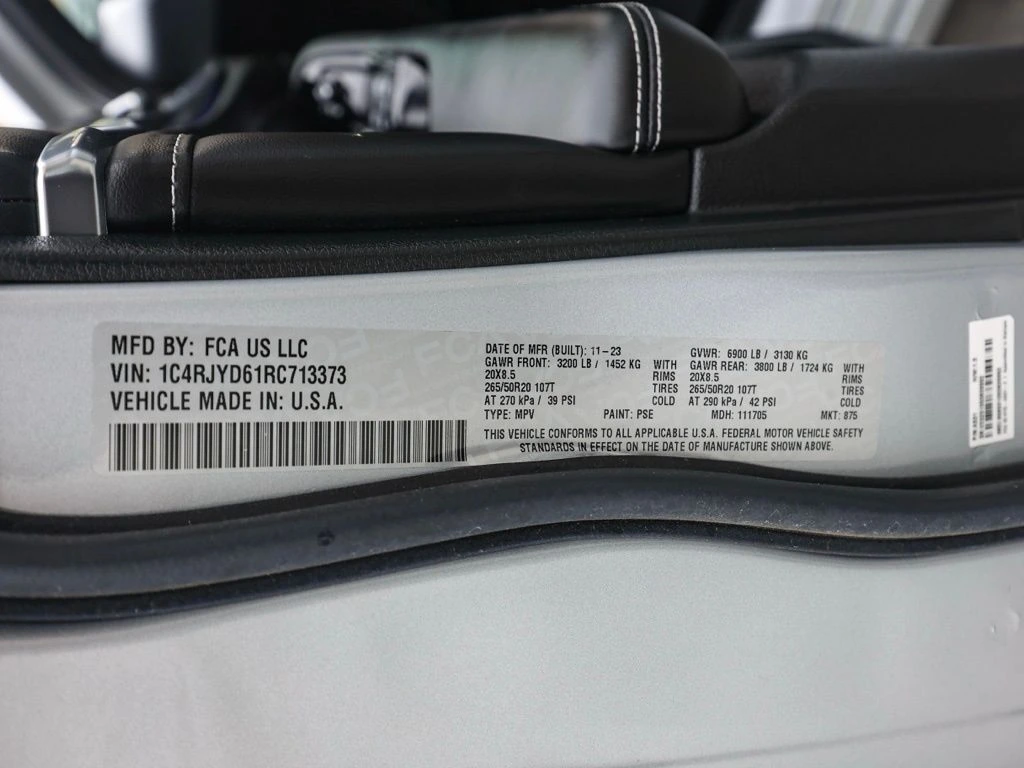 MFD BY: FCA US LLC
VIN: 1C4RJYD61RC713373
VEHICLE MADE IN: U.S.A.
DATE OF MFR (BUILT): 11-23
GAWR FRONT: 3200 LB / 1452 KG WITH
20X8.5 RIMS
265/50R20 107T TIRES
AT 270 kPa / 39 PSI COLD
TYPE: MPV PAINT: PSE
GVWR: 6900 LB / 3130 KG
GAWR REAR: 3800 LB / 1724 KG WITH
20X8.5 RIMS
265/50R20 107T TIRES
AT 290 kPa / 42 PSI COLD
MDH: 111705 MKT: 875
THIS VEHICLE CONFORMS TO ALL APPLICABLE U.S.A. FEDERAL MOTOR VEHICLE SAFETY
STANDARDS IN EFFECT ON THE DATE OF MANUFACTURE SHOWN ABOVE.